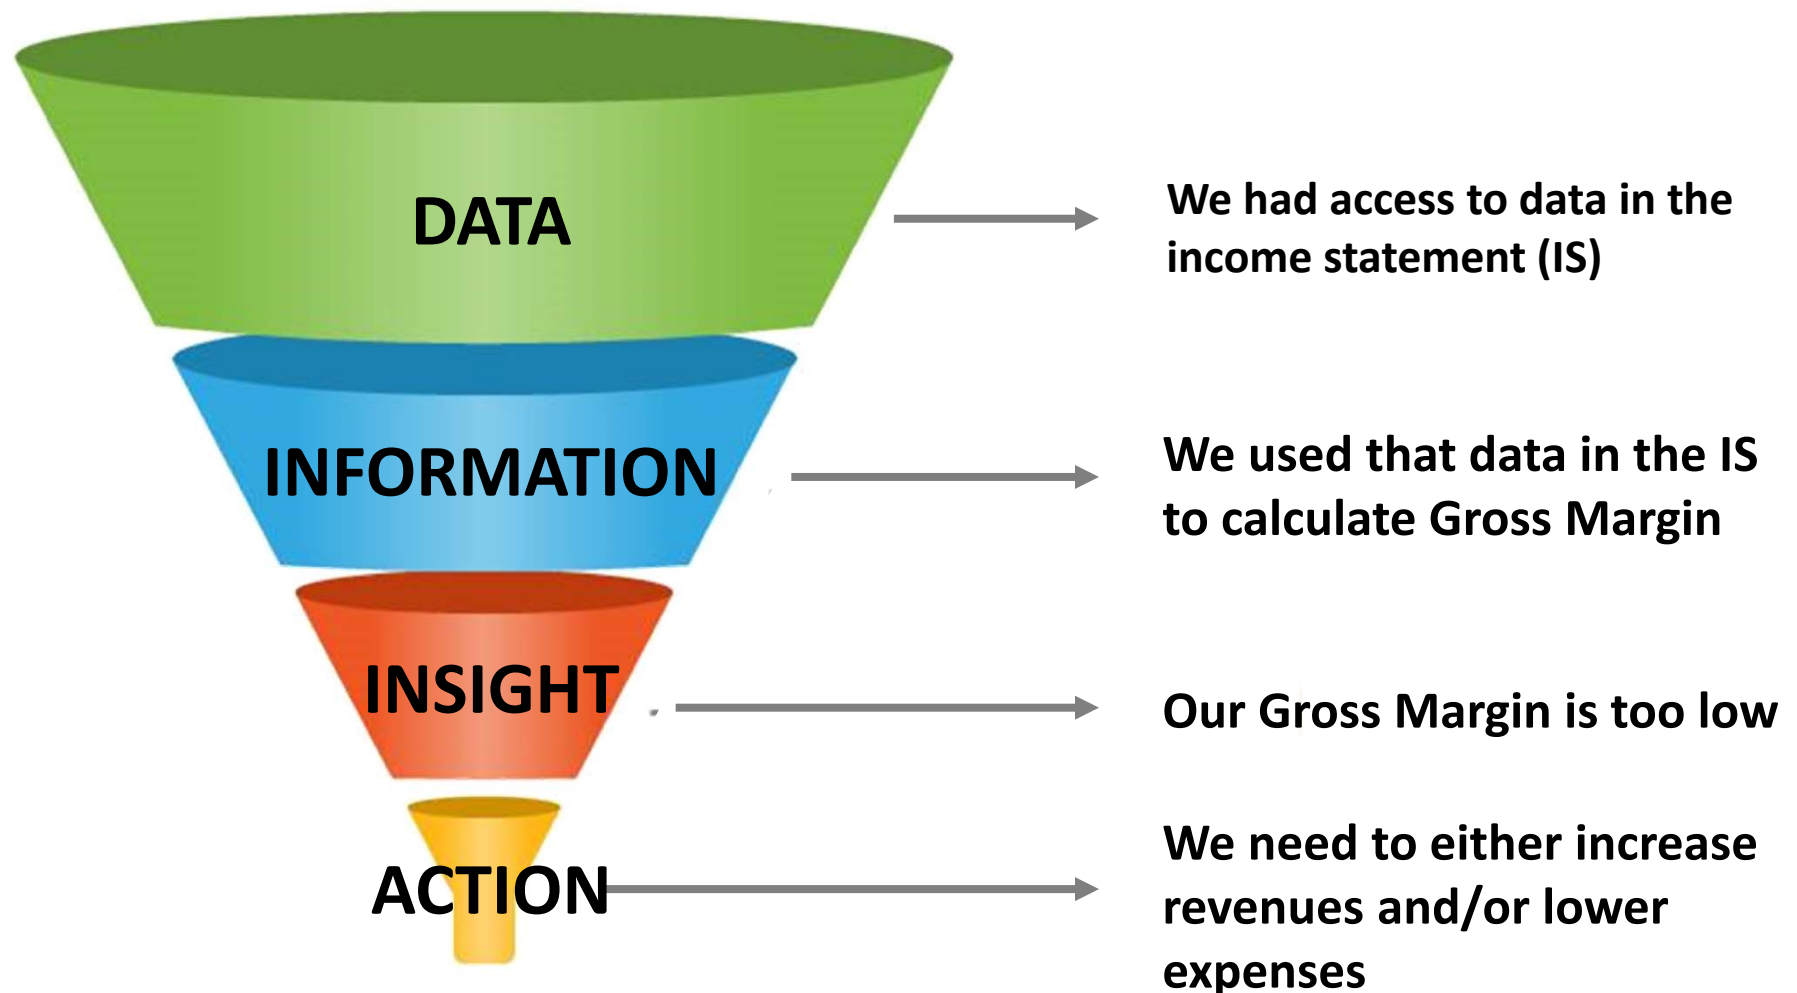 DATA
We had access to data in the
income statement (IS)
INFORMATION
We used that data in the IS
to calculate Gross Margin
INSIGHT
Our Gross Margin is too low
ACTION
We need to either increase
revenues and/or lower
expenses